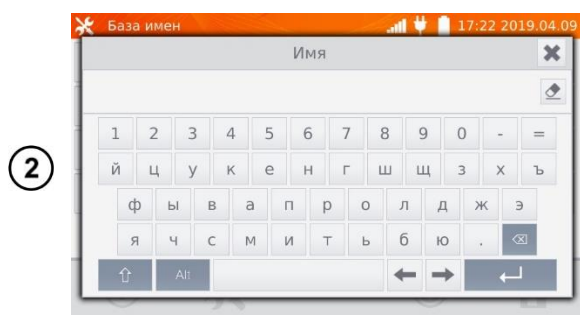 База имен 17:22 2019.04.09
Имя
1 2 3 4 5 6 7 8 9 0 - =
й ц у к е н г ш щ з х ъ
2
ф ы в а п р о л д ж э
я ч с м и т ь б ю .
Alt